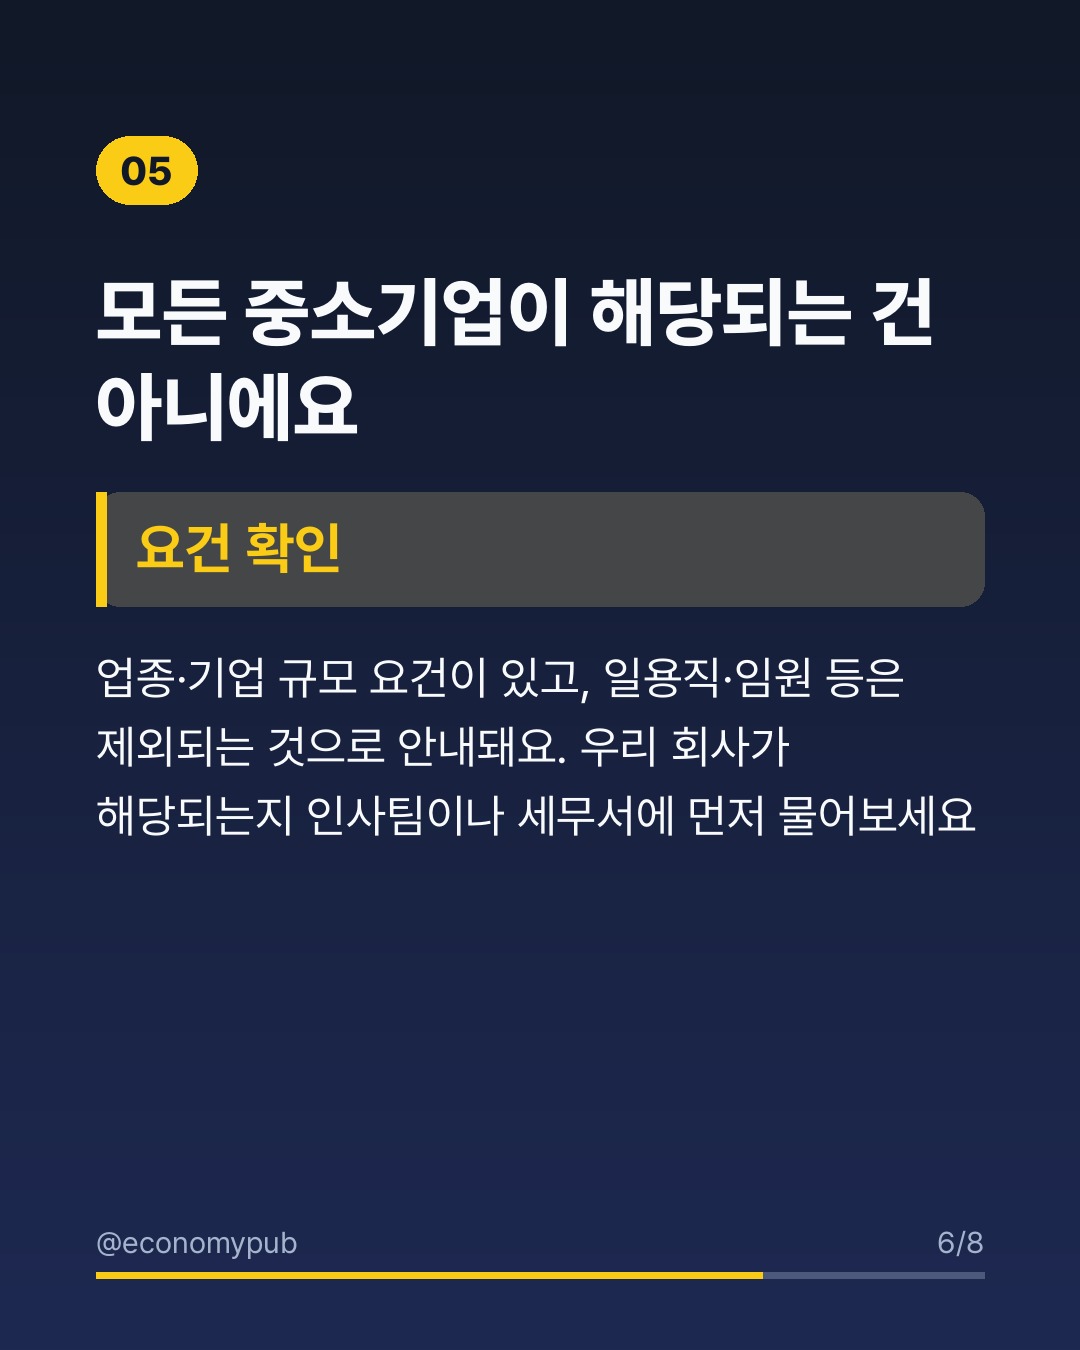 05
모든 중소기업이 해당되는 건
아니에요
요건 확인
업종·기업 규모 요건이 있고, 일용직·임원 등은
제외되는 것으로 안내돼요. 우리 회사가
해당되는지 인사팀이나 세무서에 먼저 물어보세요
@economypub
6/8